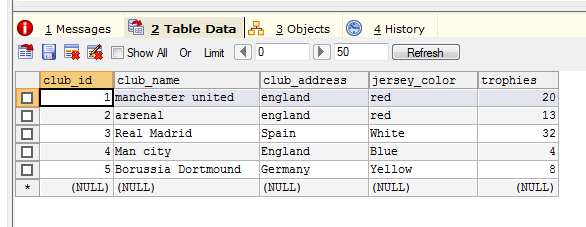 1 Messages 2 Table Data 3 Objects 4 History
Show All Or Limit 0 50 Refresh
club_id club_name club_address jersey_color trophies
1 manchester united england red 20
2 arsenal england red 13
3 Real Madrid Spain White 32
4 Man city England Blue 4
5 Borussia Dortmound Germany Yellow 8
* (NULL) (NULL) (NULL) (NULL) (NULL)